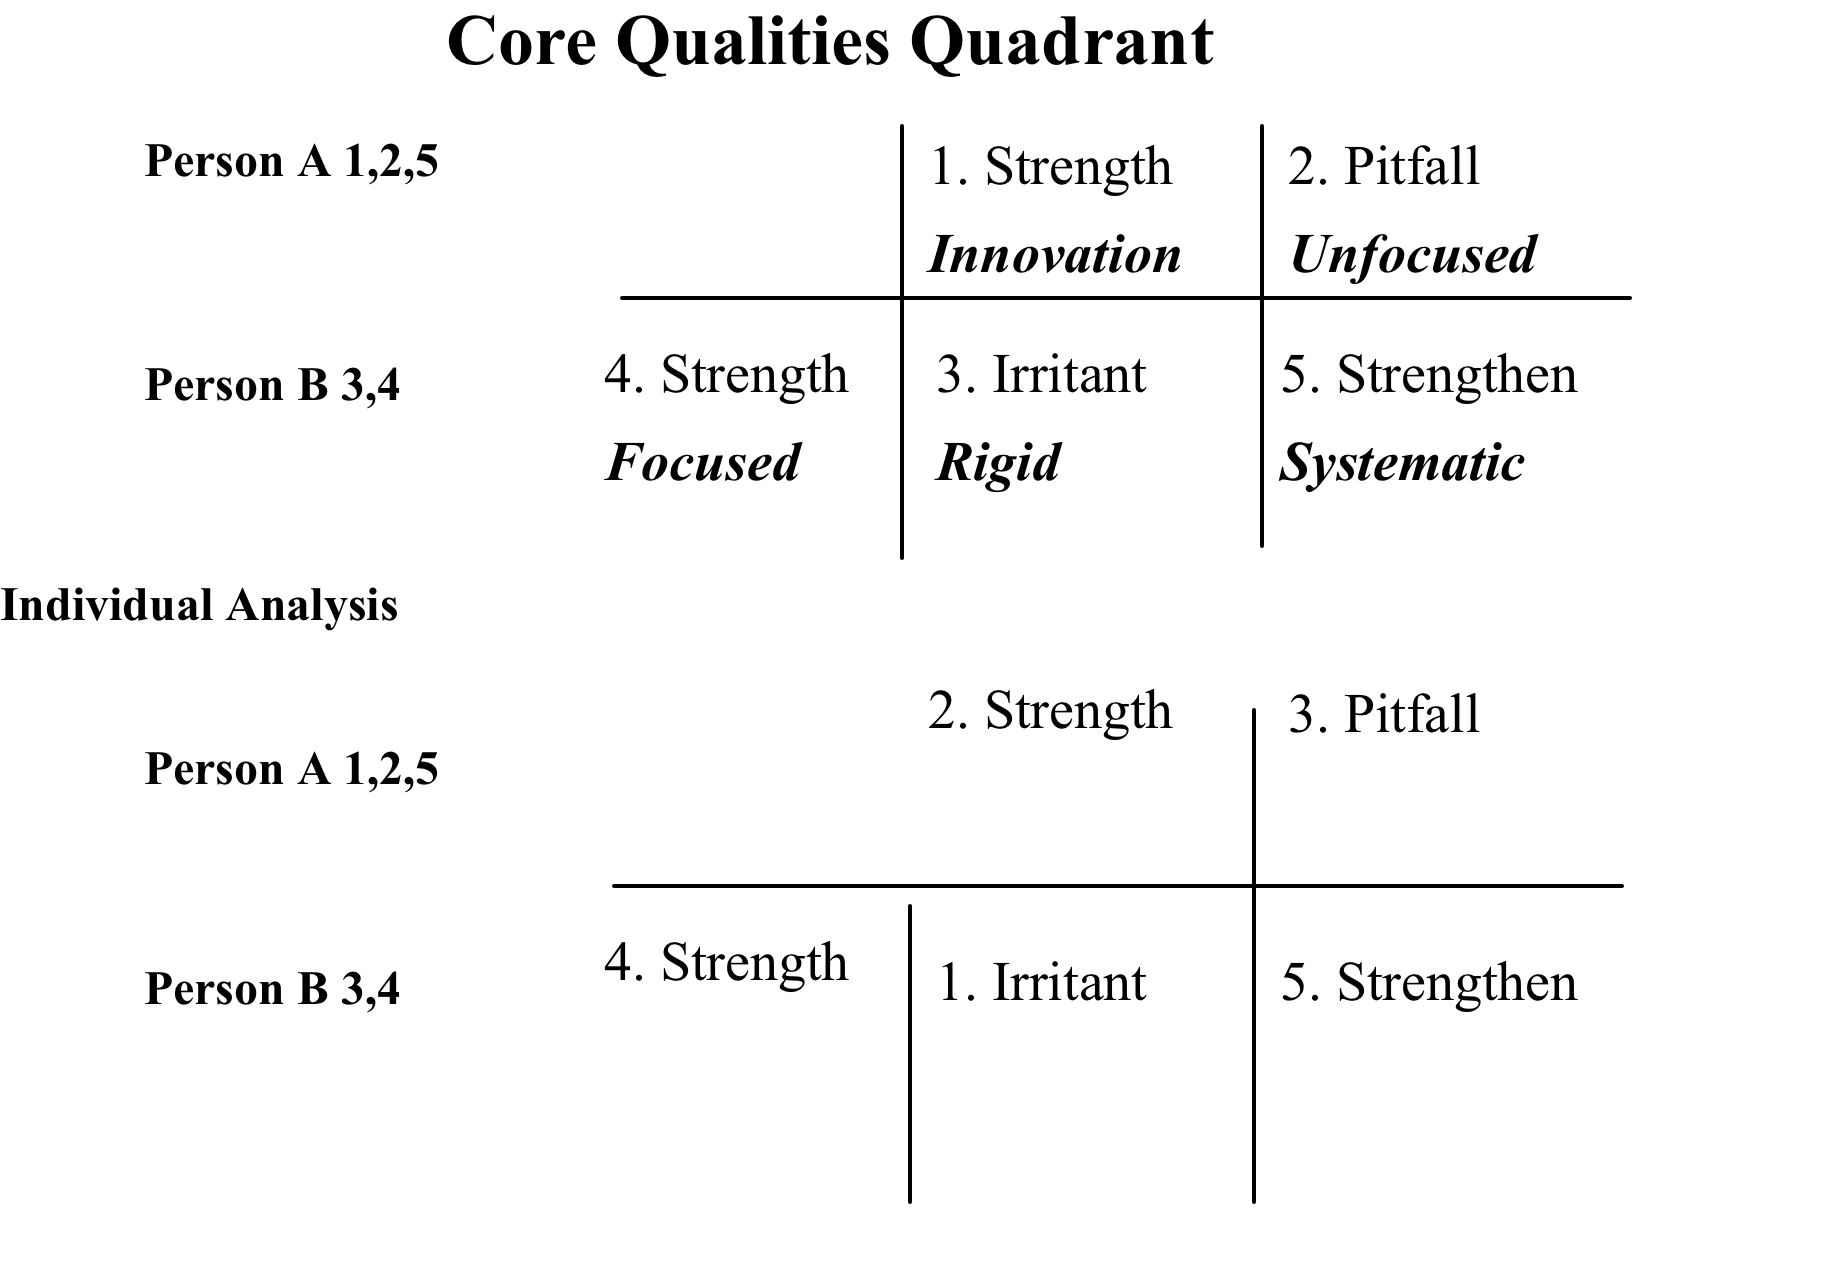 Core Qualities Quadrant
Person A 1,2,5
1. Strength
2. Pitfall
Innovation
Unfocused
Person B 3,4
4. Strength
3. Irritant
5. Strengthen
Focused
Rigid
Systematic
Individual Analysis
2. Strength
3. Pitfall
Person A 1,2,5
4. Strength
1. Irritant
5. Strengthen
Person B 3,4